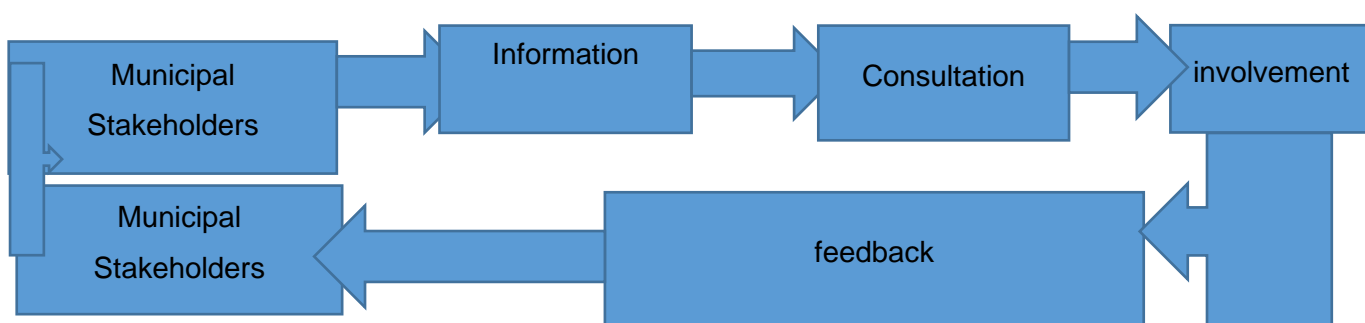 Municipal
Stakeholders
Information
Consultation
involvement
feedback
Municipal
Stakeholders